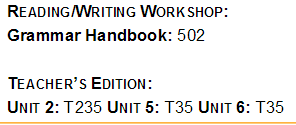 READING/WRITING WORKSHOP:
Grammar Handbook: 502
TEACHER'S EDITION:
UNIT 2: T235 UNIT 5: T35 UNIT 6: T35